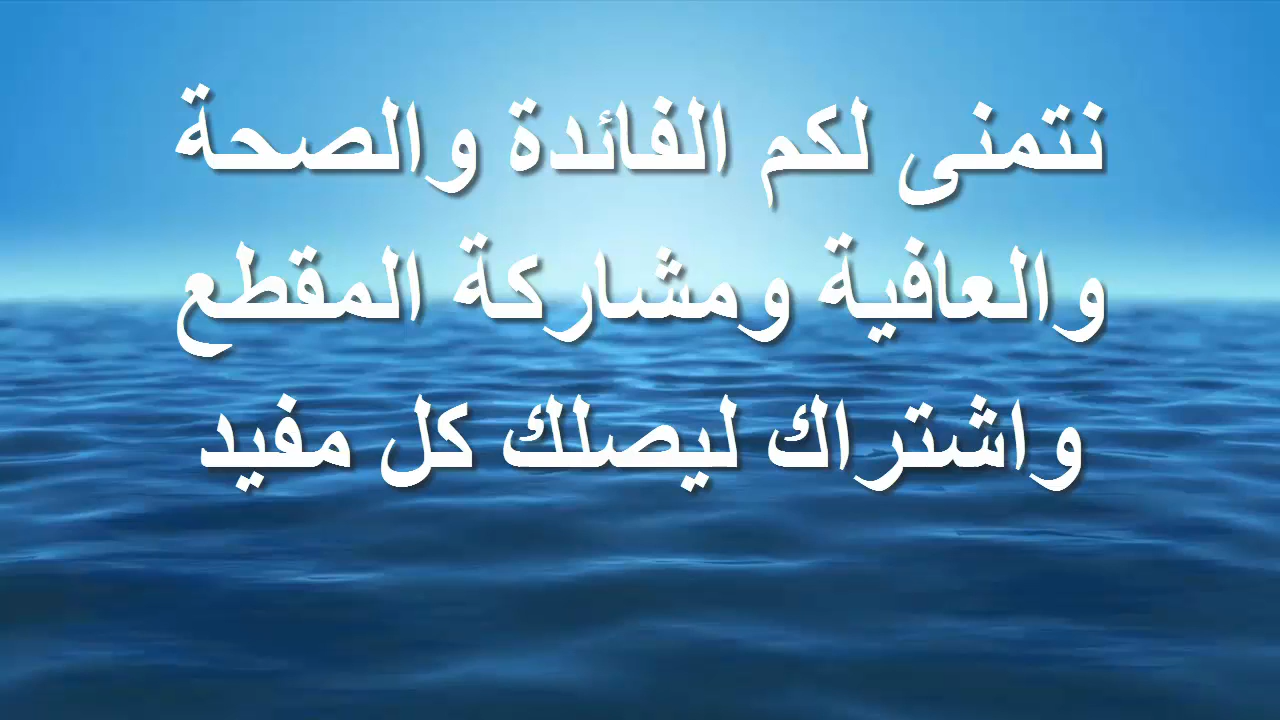 نتمنى لكم الفائدة والصحة
والعافية ومشاركة المقطع
واشتراك ليصلك كل مفيد